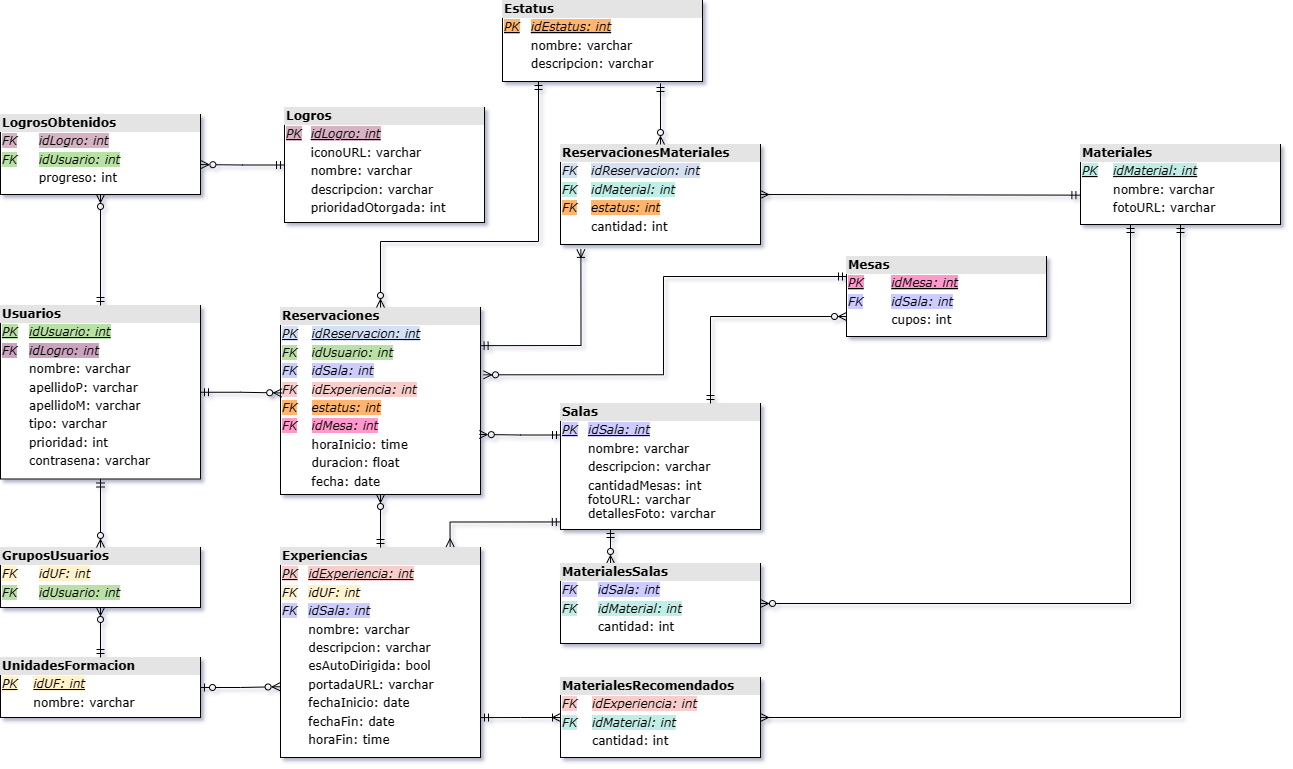 Estatus
PK idEstatus: int
nombre: varchar
descripcion: varchar
LogrosObtenidos
FK idLogro: int
FK idUsuario: int
progreso: int
Logros
PK idLogro: int
iconoURL: varchar
nombre: varchar
descripcion: varchar
prioridadOtorgada: int
ReservacionesMateriales
FK idReservacion: int
FK idMaterial: int
FK estatus: int
cantidad: int
Materiales
PK idMaterial: int
nombre: varchar
fotoURL: varchar
Mesas
PK idMesa: int
FK idSala: int
cupos: int
Usuarios
PK idUsuario: int
FK idLogro: int
nombre: varchar
apellidoP: varchar
apellidoM: varchar
tipo: varchar
prioridad: int
contrasena: varchar
Reservaciones
PK idReservacion: int
FK idUsuario: int
FK idSala: int
FK idExperiencia: int
FK estatus: int
FK idMesa: int
horaInicio: time
duracion: float
fecha: date
Salas
PK idSala: int
nombre: varchar
descripcion: varchar
cantidadMesas: int
fotoURL: varchar
detallesFoto: varchar
GruposUsuarios
FK idUF: int
FK idUsuario: int
Experiencias
PK idExperiencia: int
FK idUF: int
FK idSala: int
nombre: varchar
descripcion: varchar
esAutoDirigida: bool
portadaURL: varchar
fechaInicio: date
fechaFin: date
horaFin: time
MaterialesSalas
FK idSala: int
FK idMaterial: int
cantidad: int
UnidadesFormacion
PK idUF: int
nombre: varchar
MaterialesRecomendados
FK idExperiencia: int
FK idMaterial: int
cantidad: int